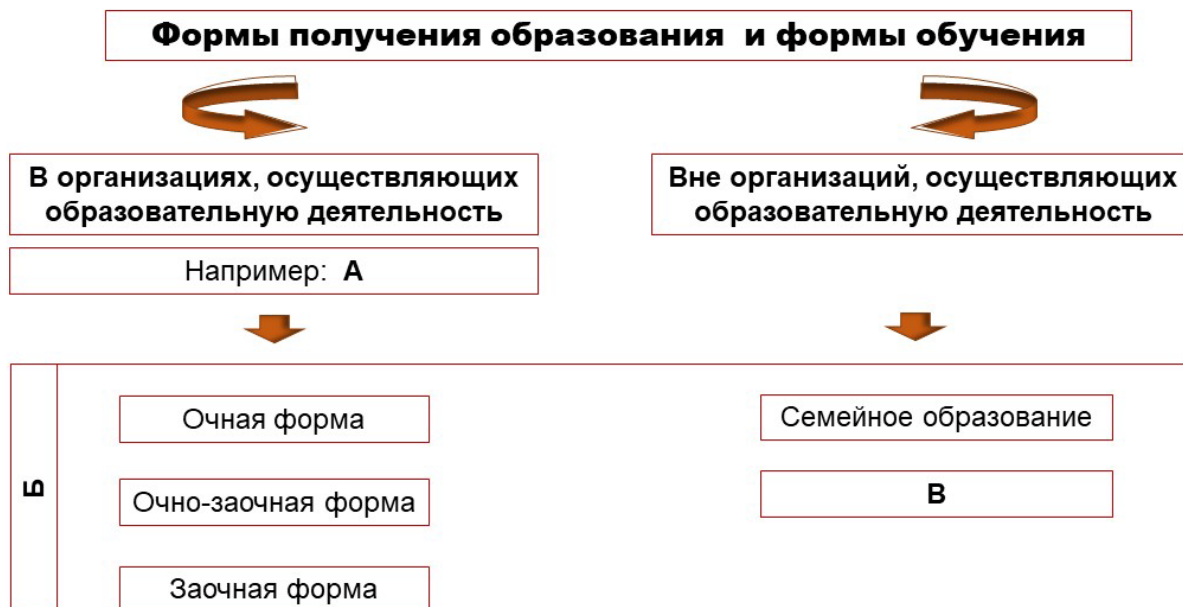 Формы получения образования и формы обучения
В организациях, осуществляющих
образовательную деятельность
Вне организаций, осуществляющих
образовательную деятельность
Например: А
Б
Очная форма
Семейное образование
Очно-заочная форма
В
Заочная форма